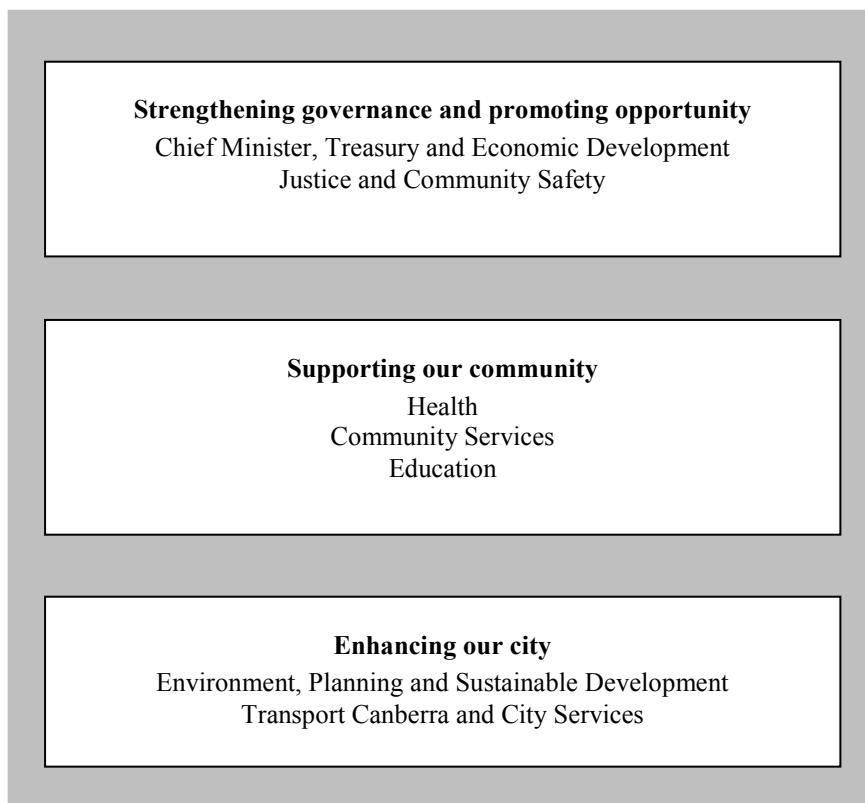 Strengthening governance and promoting opportunity
Chief Minister, Treasury and Economic Development
Justice and Community Safety
Supporting our community
Health
Community Services
Education
Enhancing our city
Environment, Planning and Sustainable Development
Transport Canberra and City Services